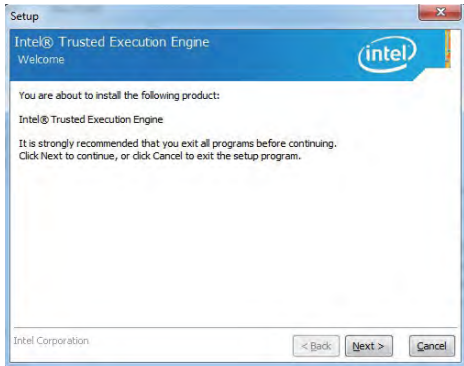 Setup
Intel® Trusted Execution Engine
Welcome
intel
You are about to install the following product:
Intel® Trusted Execution Engine
It is strongly recommended that you exit all programs before continuing.
Click Next to continue, or click Cancel to exit the setup program.
Intel Corporation
< Back
Next >
Cancel